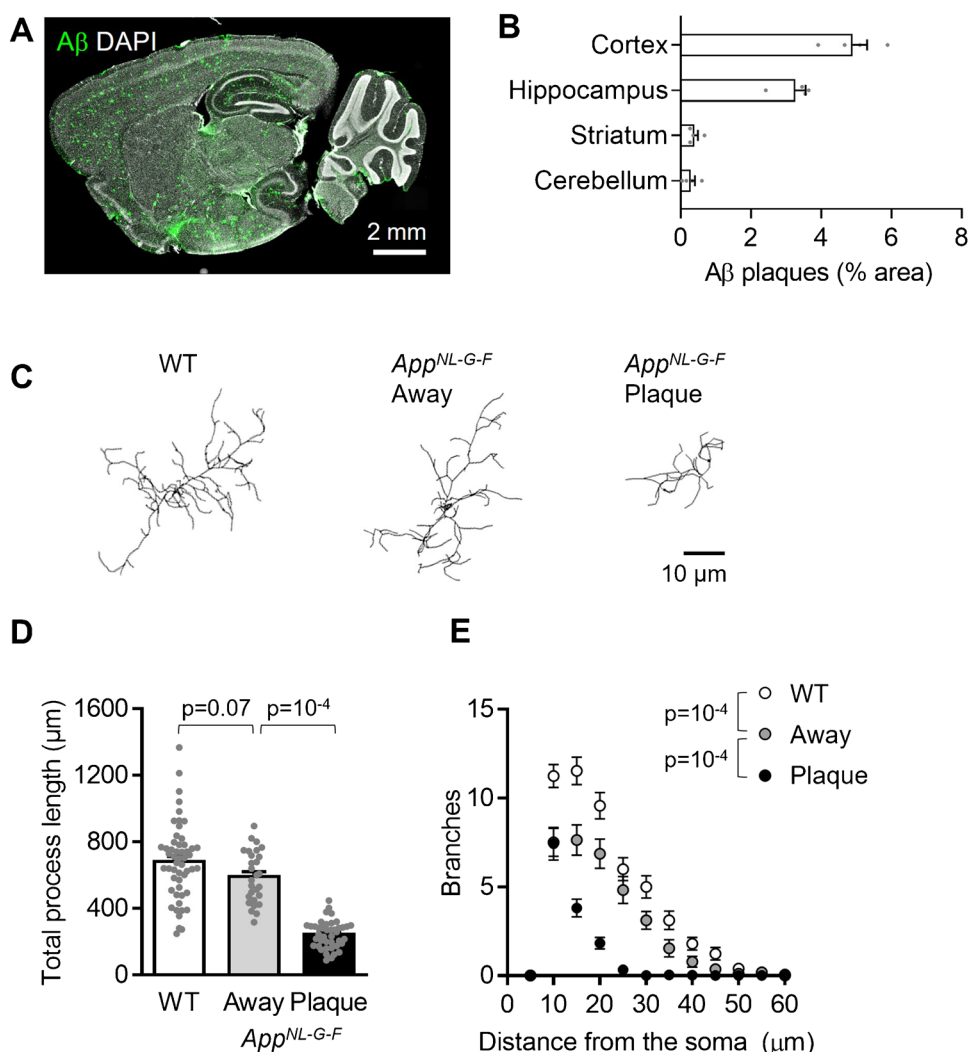 A
Aβ DAPI
2 mm
B
Cortex
Hippocampus
Striatum
Cerebellum
0 2 4 6 8
Aβ plaques (% area)
C
WT
App^NL-G-F
Away
App^NL-G-F
Plaque
10 µm
D
Total process length (µm)
1600
1200
800
400
0
p=0.07 p=10^-4
WT Away Plaque
App^NL-G-F
E
Branches
15
10
5
0
p=10^-4
p=10^-4
WT
Away
Plaque
0 10 20 30 40 50 60
Distance from the soma (µm)